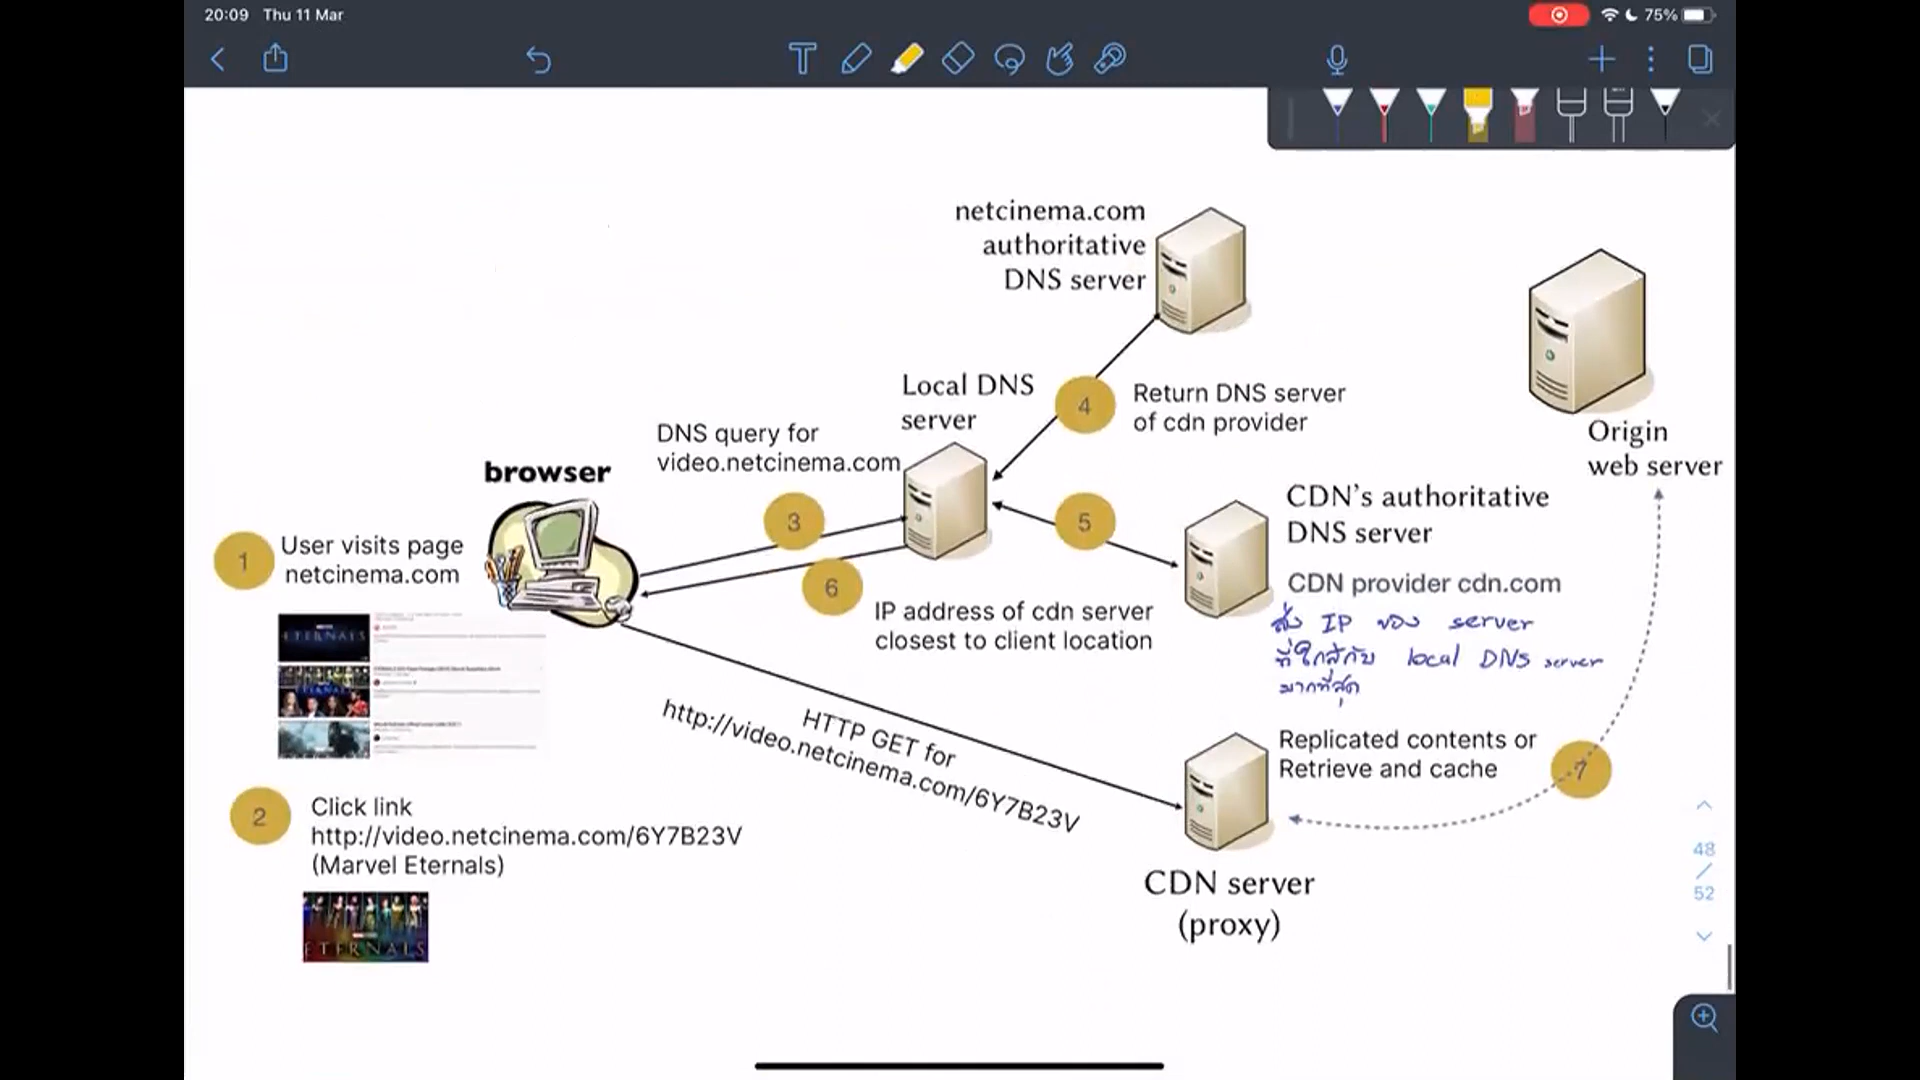 20:09 Thu 11 Mar
75%
netcinema.com
authoritative
DNS server
Local DNS
server
4
Return DNS server
of cdn provider
Origin
web server
DNS query for
video.netcinema.com
browser
3
5
CDN's authoritative
DNS server
1
User visits page
netcinema.com
6
CDN provider cdn.com
IP address of cdn server
closest to client location
ส่ง IP ของ server
ที่ใกล้กับ local DNS server
มากที่สุด
ETERNALS
HTTP GET for
http://video.netcinema.com/6Y7B23V
Replicated contents or
Retrieve and cache
7
2
Click link
http://video.netcinema.com/6Y7B23V
(Marvel Eternals)
ETERNALS
CDN server
(proxy)
48
/
52